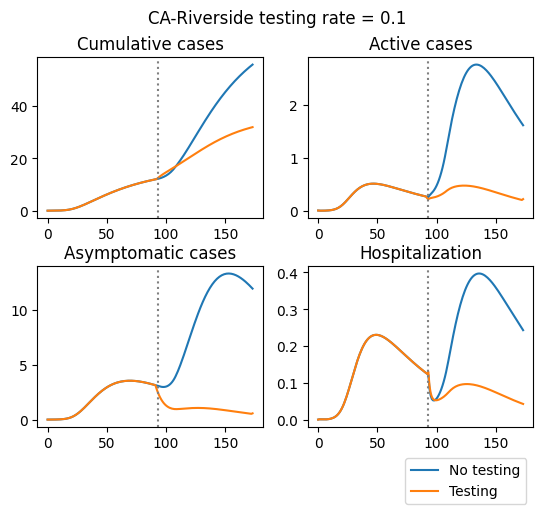 CA-Riverside testing rate = 0.1
Cumulative cases
Active cases
40
20
0
0 50 100 150
2
1
0
0 50 100 150
Asymptomatic cases
Hospitalization
10
5
0
0 50 100 150
0.4
0.3
0.2
0.1
0.0
0 50 100 150
No testing
Testing